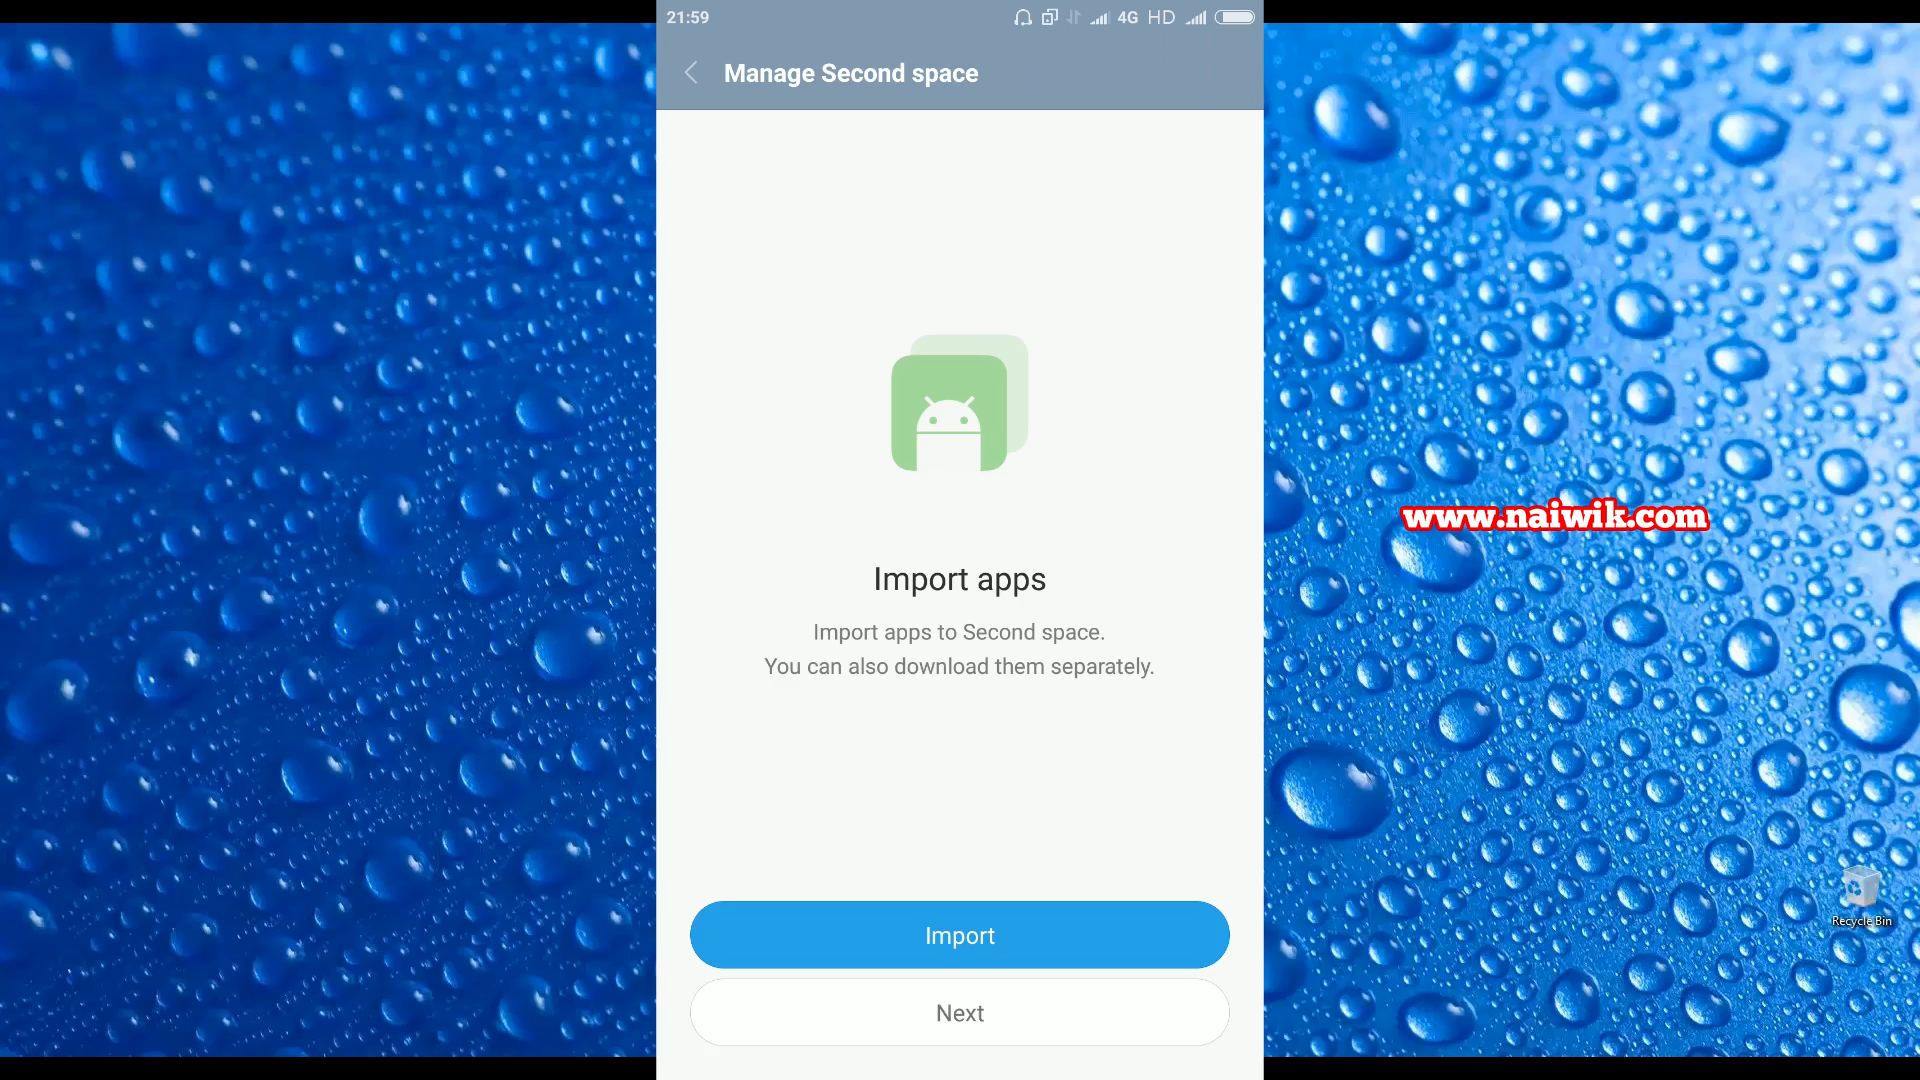 21:59
4G HD
Manage Second space
www.naiwik.com
Import apps
Import apps to Second space.
You can also download them separately.
Import
Recycle Bin
Next